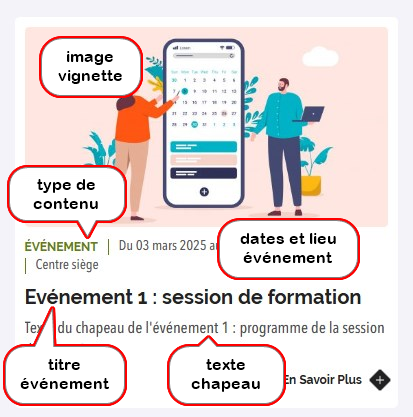 image
vignette
type de
contenu
ÉVÉNEMENT
Du 03 mars 2025 au
dates et lieu
événement
Centre siège
Evénement 1 : session de formation
du chapeau de l'événement 1 : programme de la session
titre
événement
texte
chapeau
En Savoir Plus